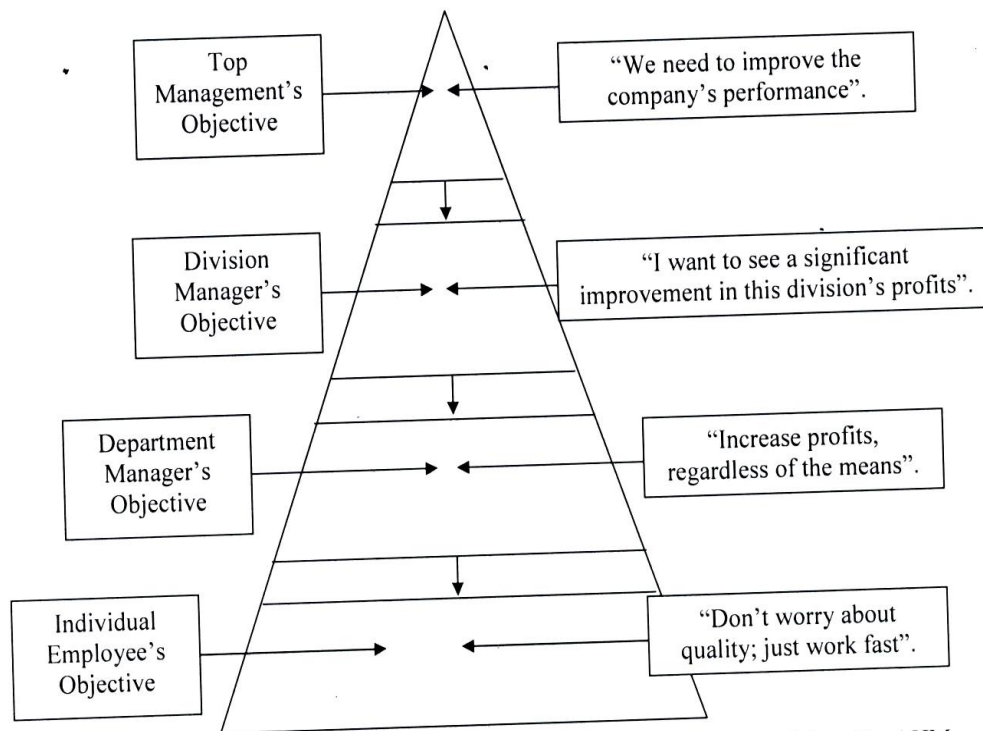 Top
Management’s
Objective
“We need to improve the
company’s performance”.
Division
Manager’s
Objective
“I want to see a significant
improvement in this division’s profits”.
Department
Manager’s
Objective
“Increase profits,
regardless of the means”.
Individual
Employee’s
Objective
“Don’t worry about
quality; just work fast”.